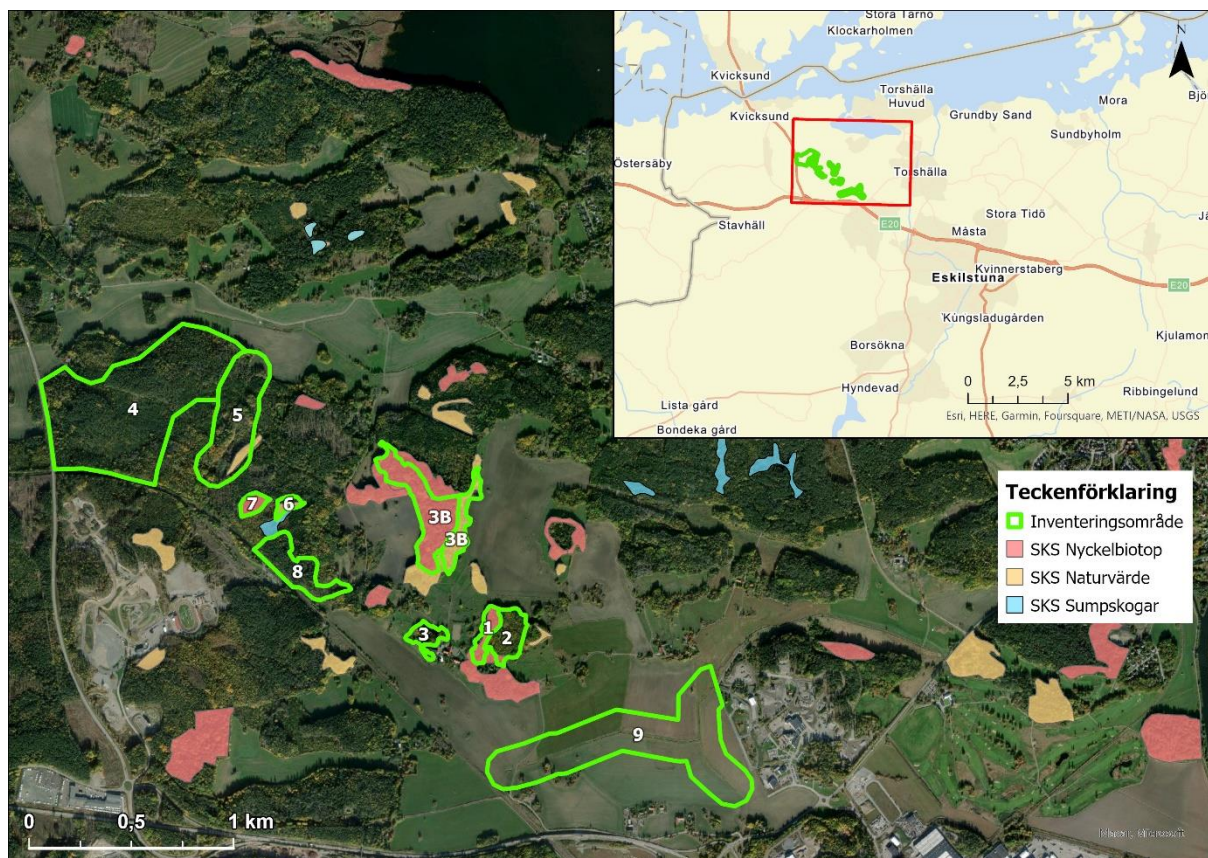 Stora Tärnö
Klockarholmen
N
Kvicksund
Torshälla
Huvud
Kvicksund
Grundby Sand
Mora
Sundbyholm
Östersäby
Torshälla
Stora Tidö
Stavhäll
E20
Måsta
Kvinnerstaberg
Eskilstuna
E20
Kungsladugården
Kjulamon
Borsökna
Hyndevad
Ribbingelund
Lista gård
Bondeka gård
0 2,5 5 km
Esri, HERE, Garmin, Foursquare, METI/NASA, USGS
4
5
7
6
3B
3B
8
3
1
2
9
Teckenförklaring
Inventeringsområde
SKS Nyckelbiotop
SKS Naturvärde
SKS Sumpskogar
0 0,5 1 km
Microsoft